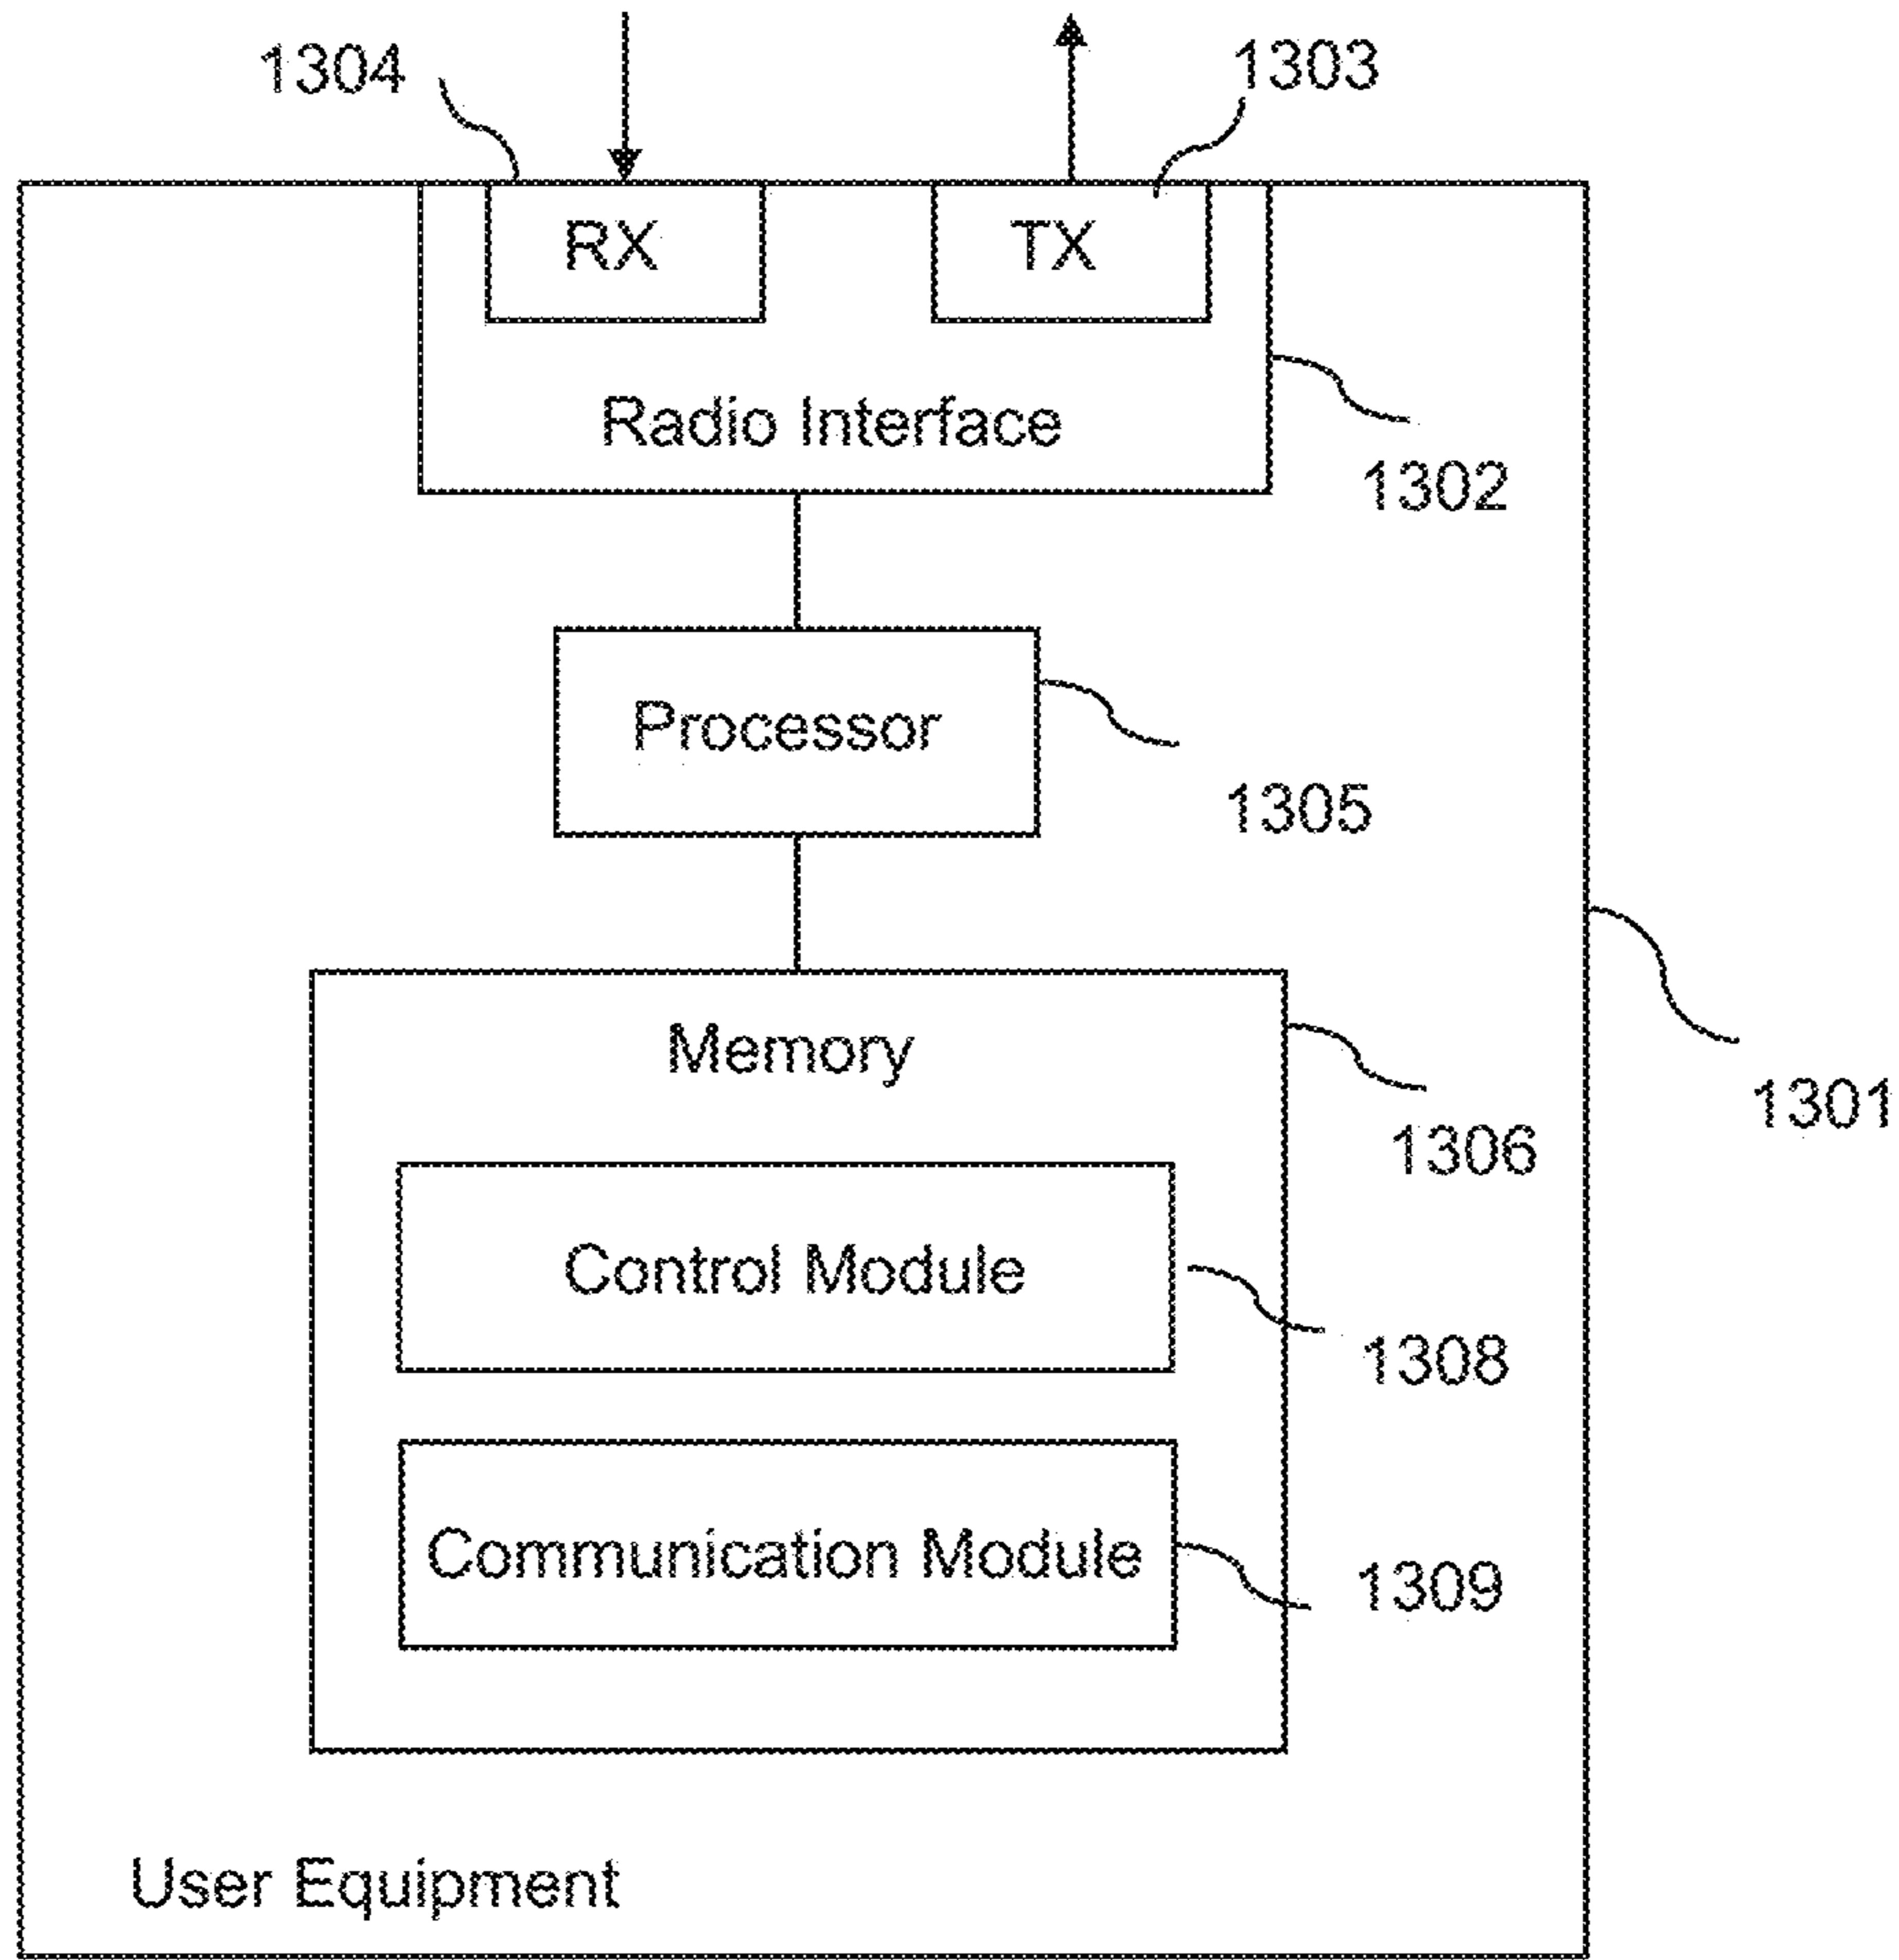 1304
1303
RX
TX
Radio Interface
1302
Processor
1305
Memory
1306
1301
Control Module
1308
Communication Module
1309
User Equipment